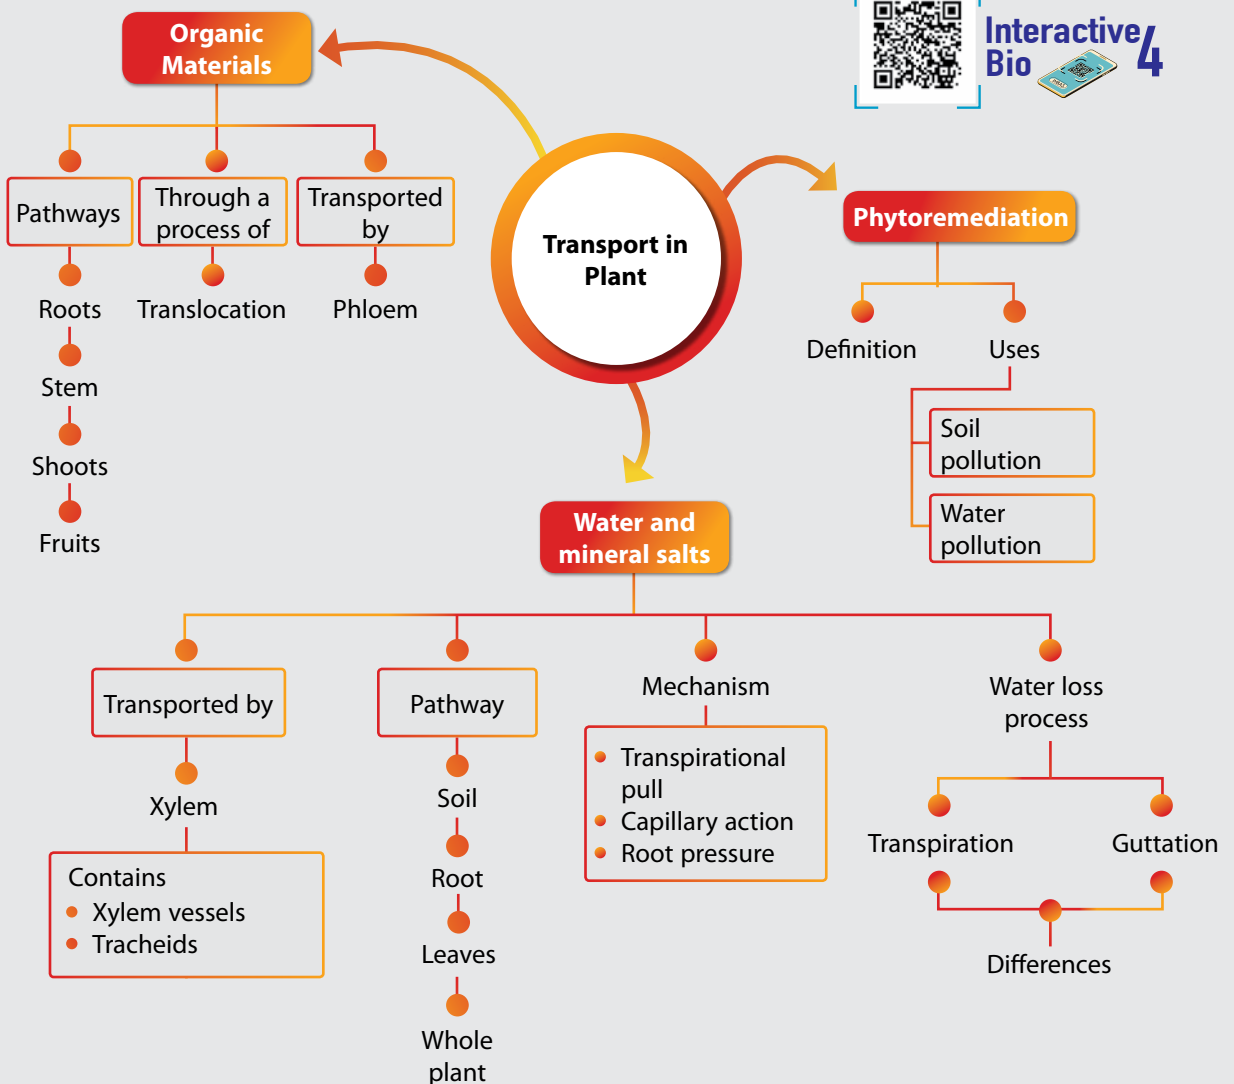 Organic
Materials
Interactive
Bio 4
Pathways
Through a
process of
Transported
by
Roots
Translocation
Phloem
Stem
Shoots
Fruits
Transport in
Plant
Phytoremediation
Definition
Uses
Soil
pollution
Water
pollution
Water and
mineral salts
Transported by
Xylem
Contains
Xylem vessels
Tracheids
Pathway
Soil
Root
Leaves
Whole
plant
Mechanism
Transpirational
pull
Capillary action
Root pressure
Water loss
process
Transpiration
Guttation
Differences